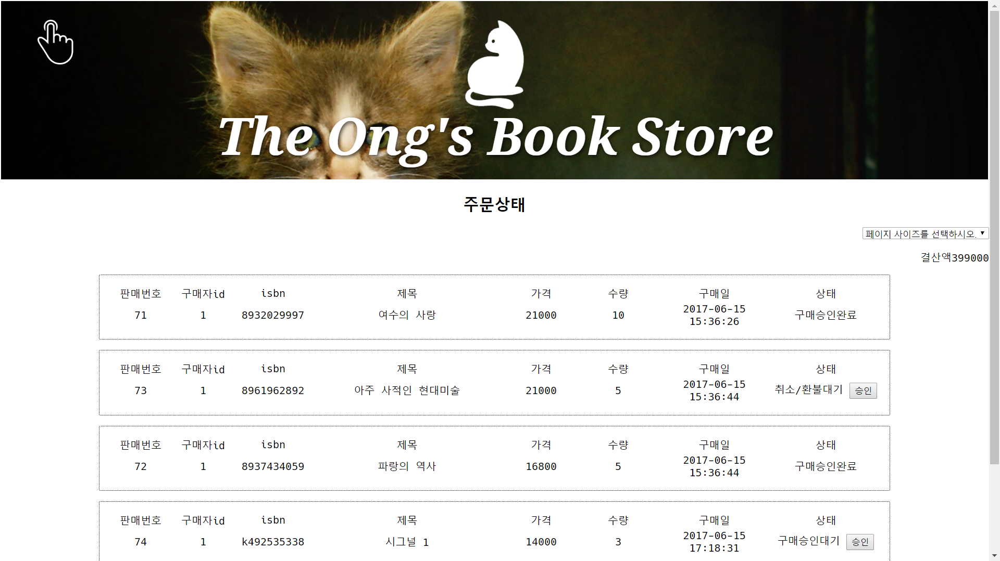 The Ong's Book Store
주문상태
페이지 사이즈를 선택하시오.
결산액399000
판매번호 구매자id isbn 제목 가격 수량 구매일 상태
71 1 8932029997 여수의 사랑 21000 10 2017-06-15 15:36:26 구매승인완료
판매번호 구매자id isbn 제목 가격 수량 구매일 상태
73 1 8961962892 아주 사적인 현대미술 21000 5 2017-06-15 15:36:44 취소/환불대기 승인
판매번호 구매자id isbn 제목 가격 수량 구매일 상태
72 1 8937434059 파랑의 역사 16800 5 2017-06-15 15:36:44 구매승인완료
판매번호 구매자id isbn 제목 가격 수량 구매일 상태
74 1 k492535338 시그널 1 14000 3 2017-06-15 17:18:31 구매승인대기 승인